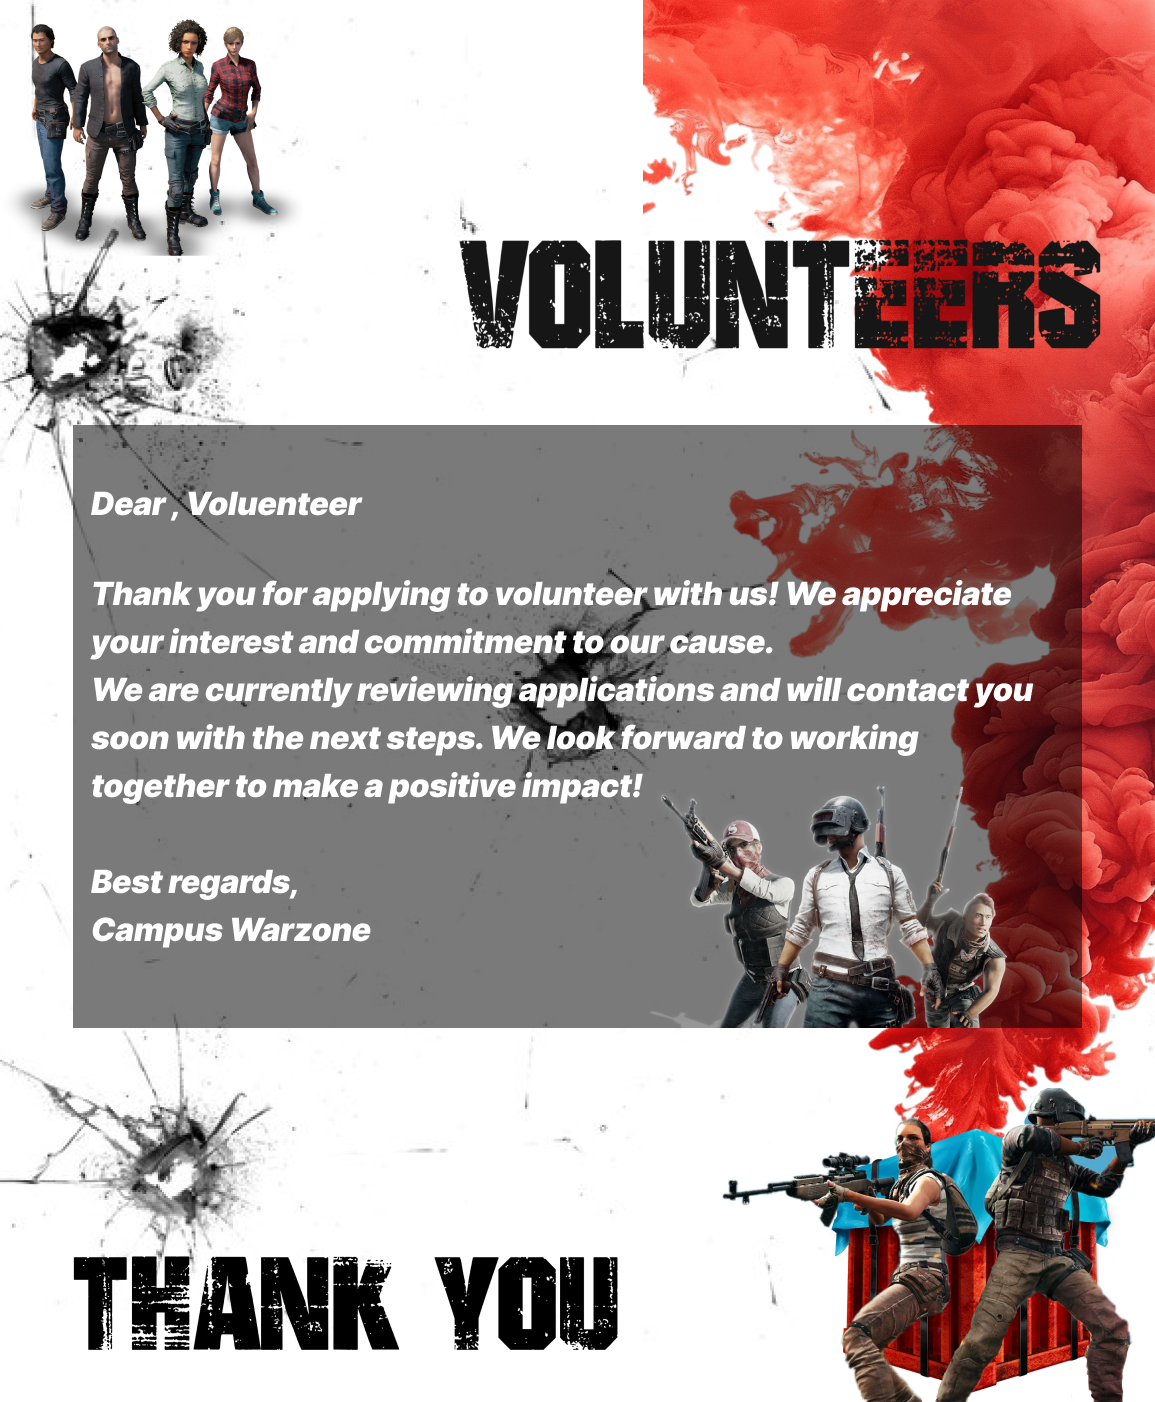 VOLUNTEERS
Dear , Voluenteer
Thank you for applying to volunteer with us! We appreciate
your interest and commitment to our cause.
We are currently reviewing applications and will contact you
soon with the next steps. We look forward to working
together to make a positive impact!
Best regards,
Campus Warzone
THANK YOU